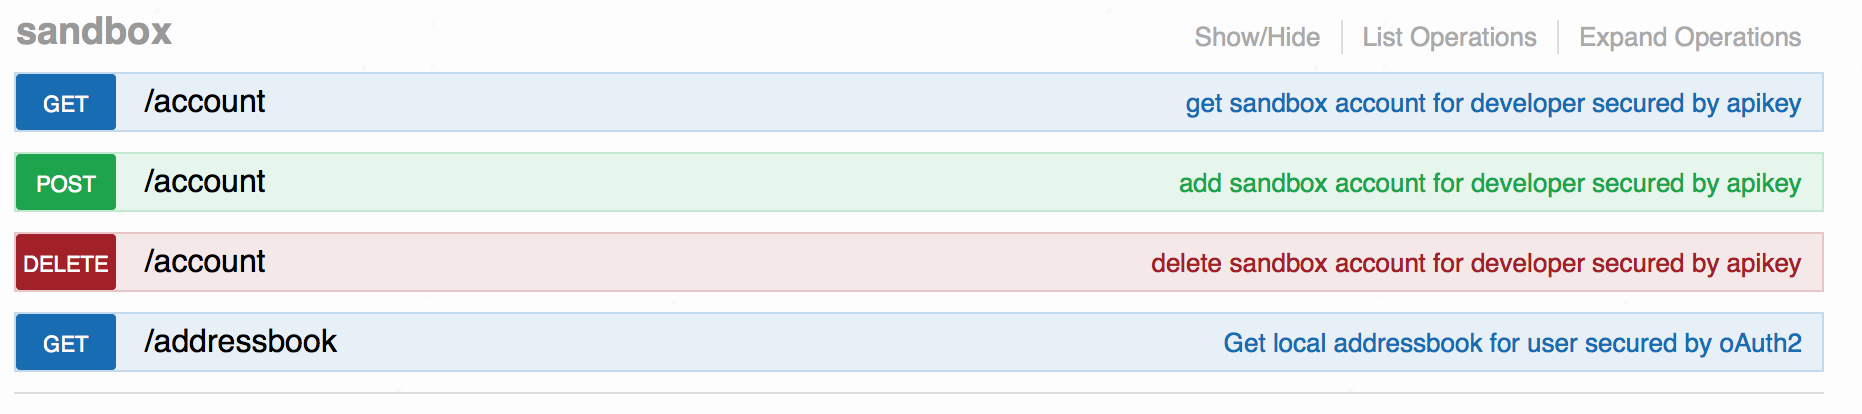 sandbox Show/Hide List Operations Expand Operations
GET /account get sandbox account for developer secured by apikey
POST /account add sandbox account for developer secured by apikey
DELETE /account delete sandbox account for developer secured by apikey
GET /addressbook Get local addressbook for user secured by oAuth2